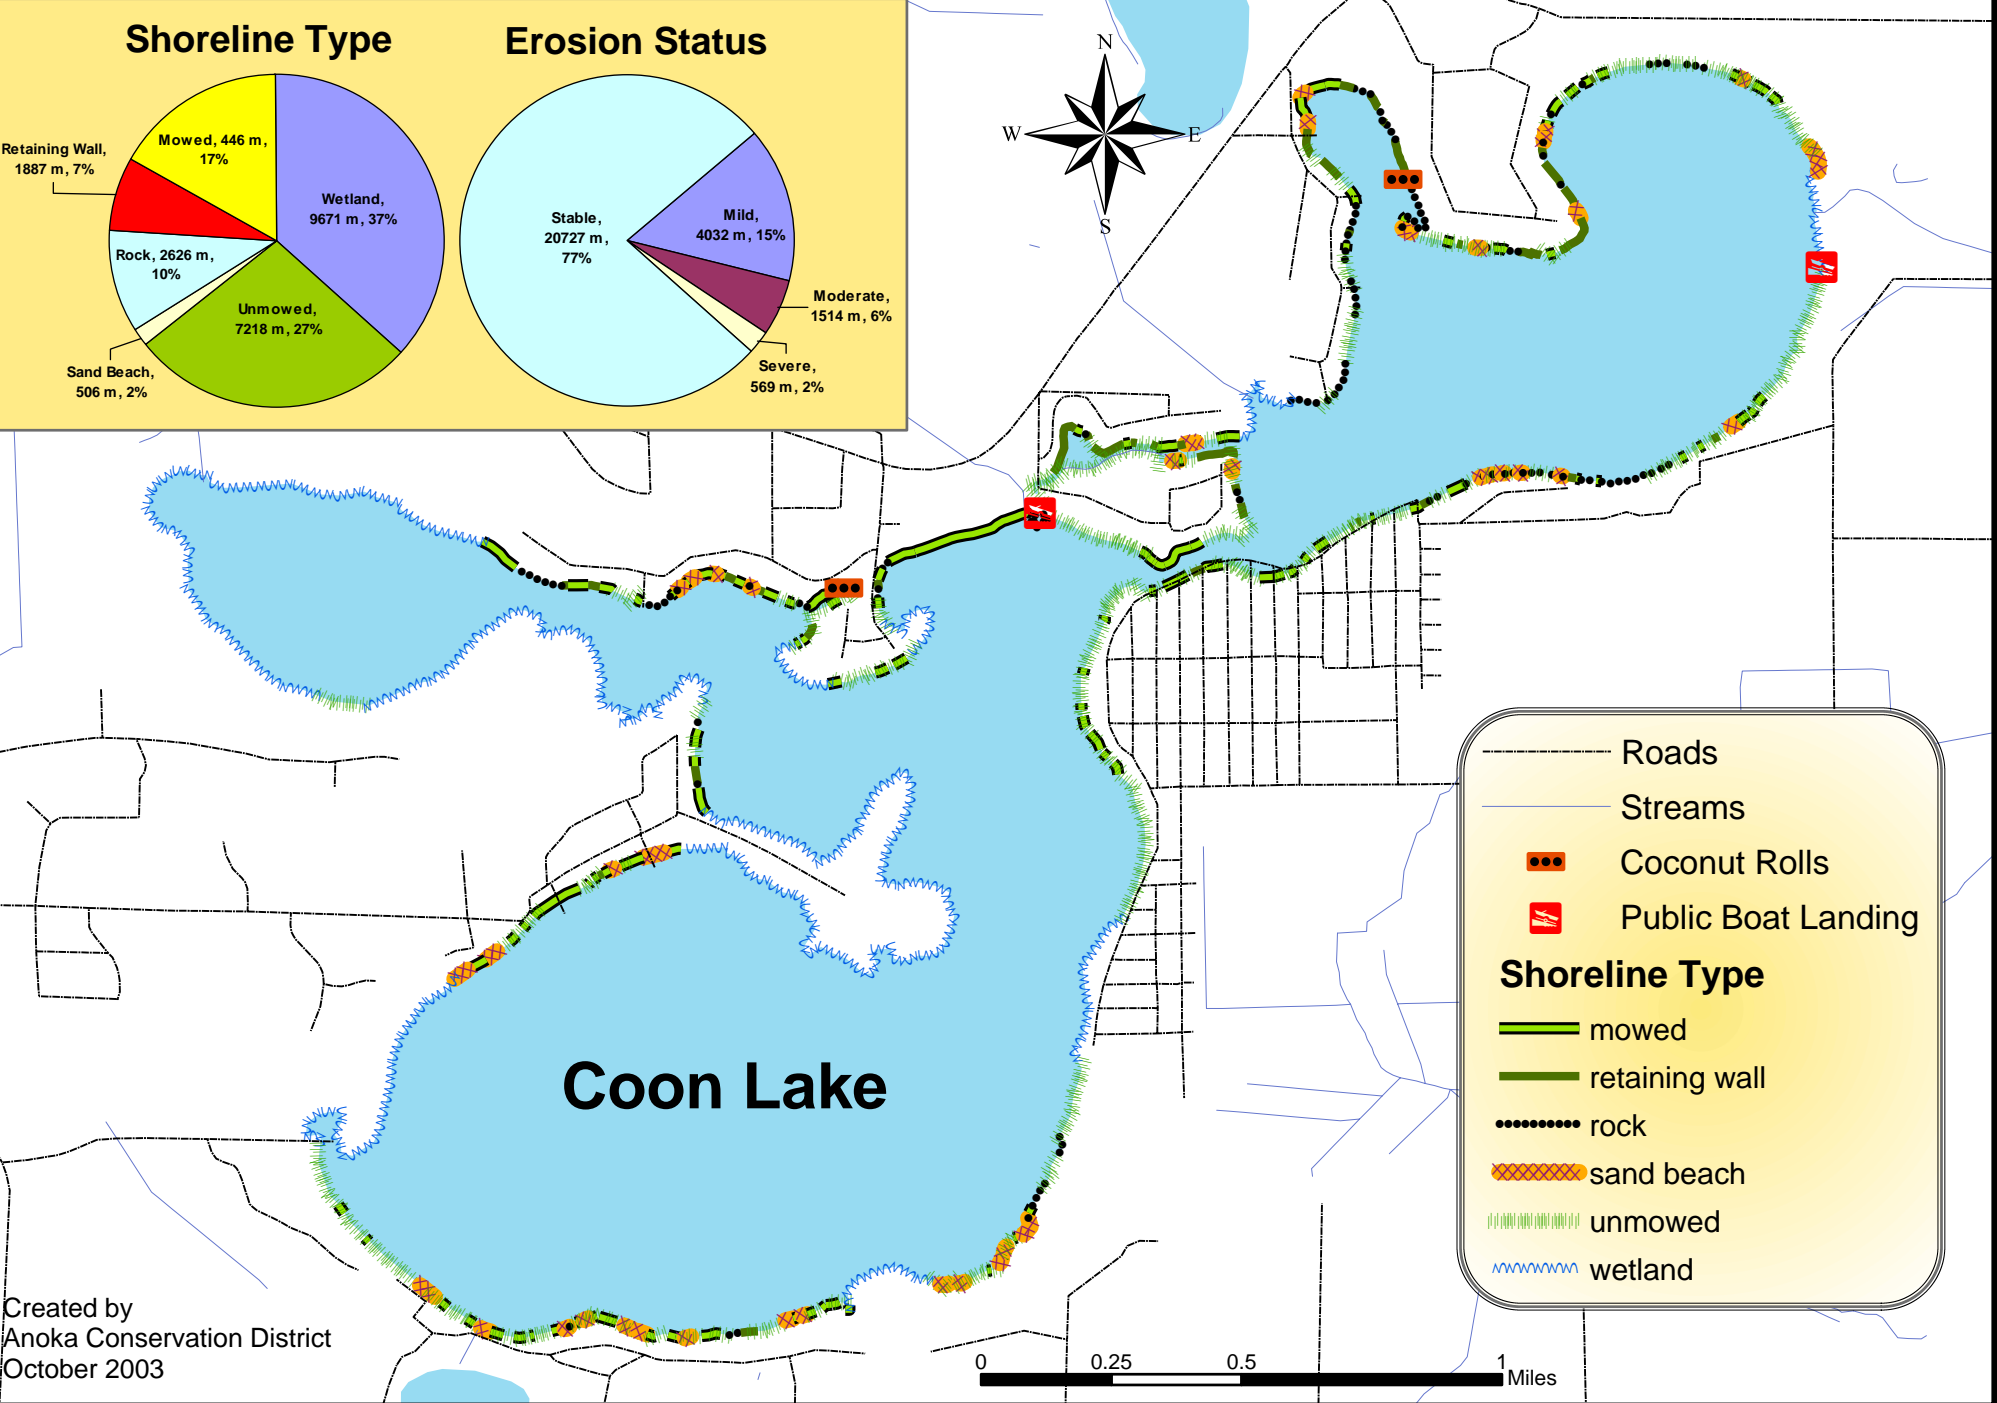 Shoreline Type
Erosion Status
Mowed, 446 m,
17%
Retaining Wall,
1887 m, 7%
Wetland,
9671 m, 37%
Rock, 2626 m,
10%
Unmowed,
7218 m, 27%
Sand Beach,
506 m, 2%
Stable,
20727 m,
77%
Mild,
4032 m, 15%
Moderate,
1514 m, 6%
Severe,
569 m, 2%
N
W
E
S
Coon Lake
Roads
Streams
Coconut Rolls
Public Boat Landing
Shoreline Type
mowed
retaining wall
rock
sand beach
unmowed
wetland
Created by
Anoka Conservation District
October 2003
0 0.25 0.5 1
Miles